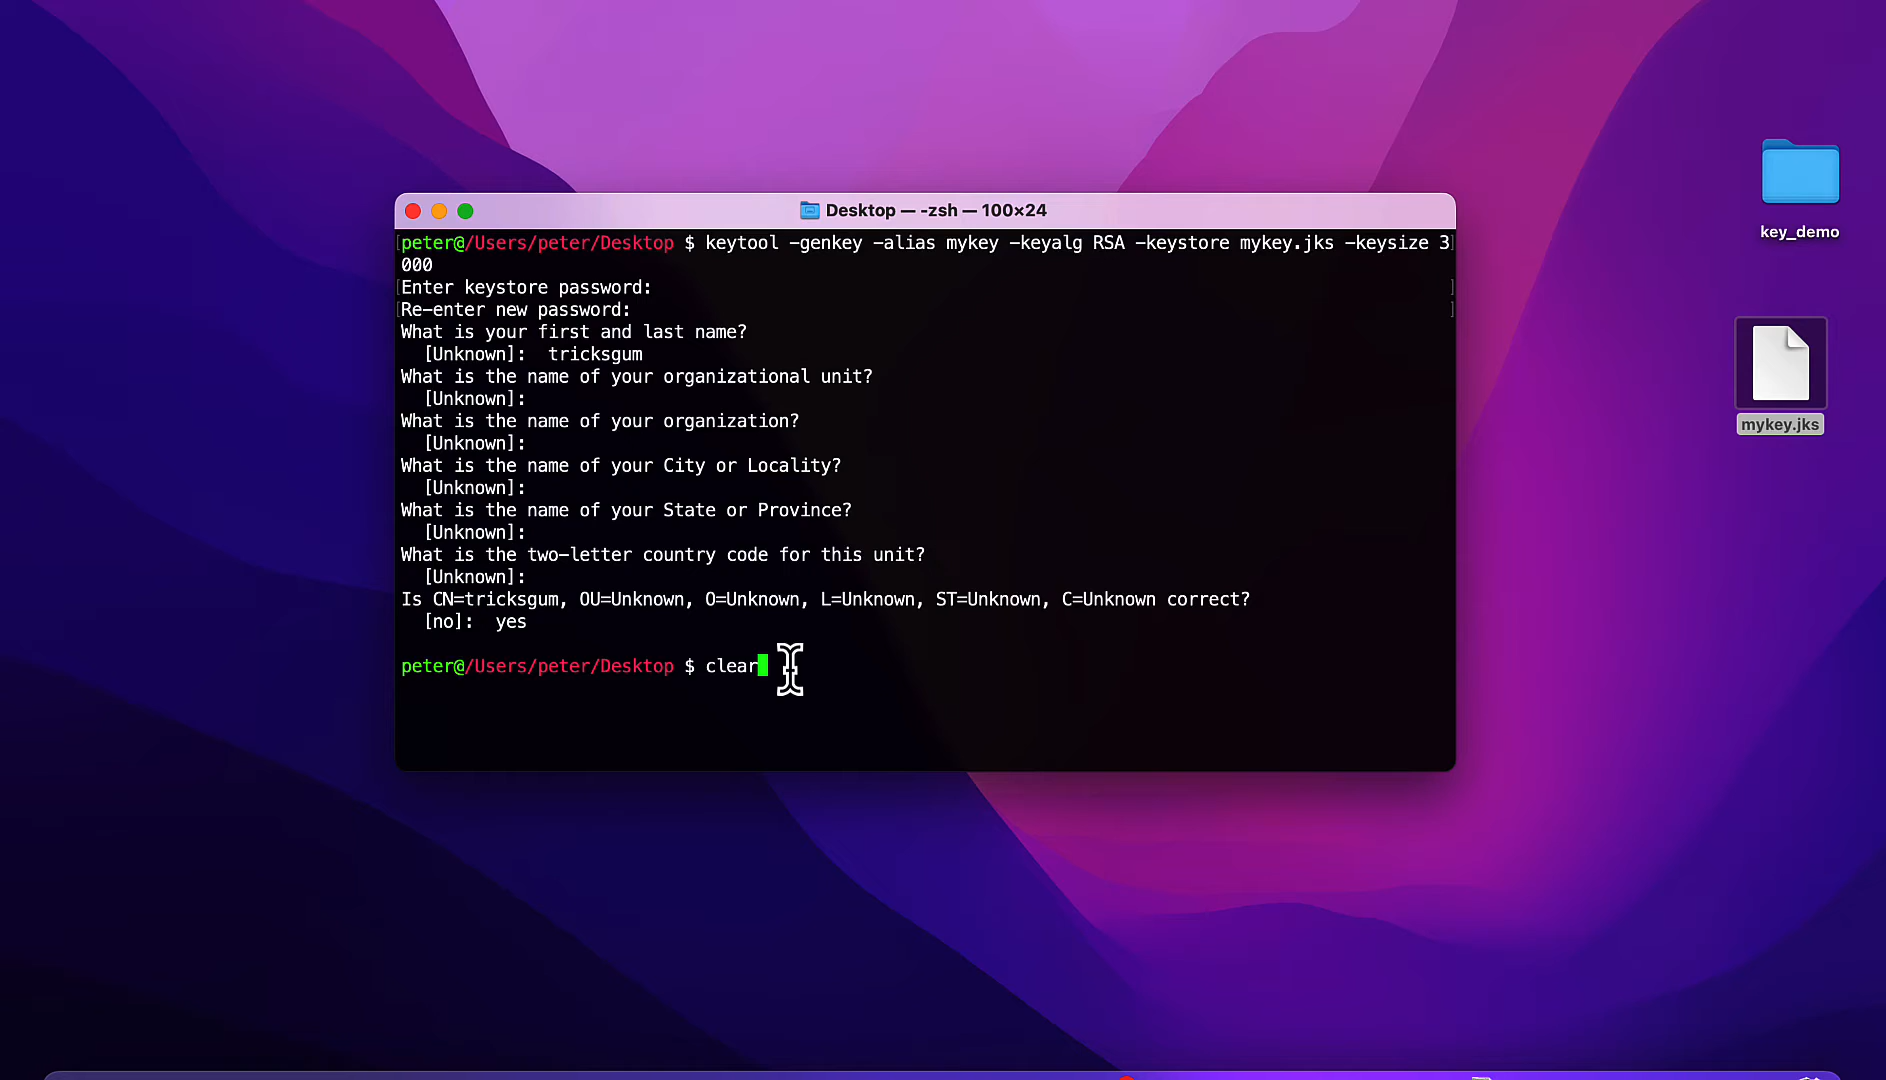 Desktop — -zsh — 100×24
peter@/Users/peter/Desktop $ keytool -genkey -alias mykey -keyalg RSA -keystore mykey.jks -keysize 3
000
Enter keystore password:
Re-enter new password:
What is your first and last name?
  [Unknown]:  tricksgum
What is the name of your organizational unit?
  [Unknown]:
What is the name of your organization?
  [Unknown]:
What is the name of your City or Locality?
  [Unknown]:
What is the name of your State or Province?
  [Unknown]:
What is the two-letter country code for this unit?
  [Unknown]:
Is CN=tricksgum, OU=Unknown, O=Unknown, L=Unknown, ST=Unknown, C=Unknown correct?
  [no]:  yes
peter@/Users/peter/Desktop $ clear
key_demo
mykey.jks